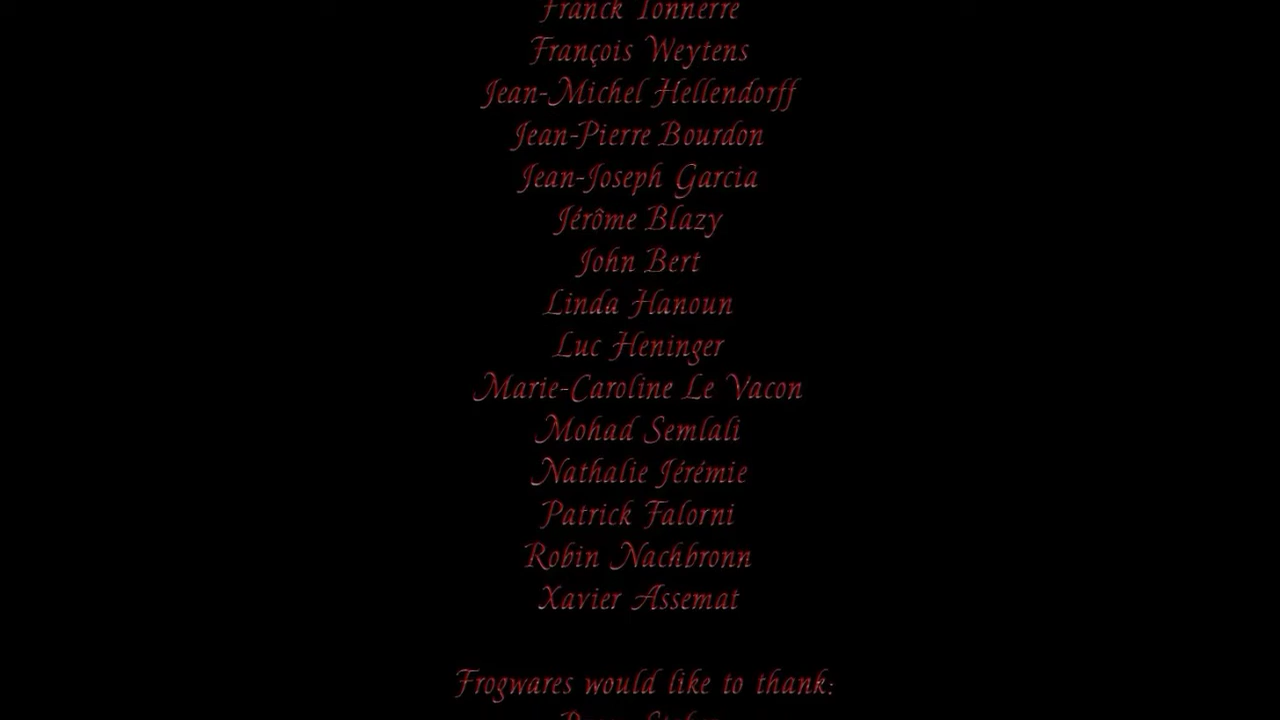 Franck Tonnerre
François Weytens
Jean-Michel Hellendorff
Jean-Pierre Bourdon
Jean-Joseph Garcia
Jérôme Blazy
John Bert
Linda Hanoun
Luc Heninger
Marie-Caroline Le Vacon
Mohad Semlali
Nathalie Jérémie
Patrick Falorni
Robin Nachbronn
Xavier Assemat
Frogwares would like to thank: